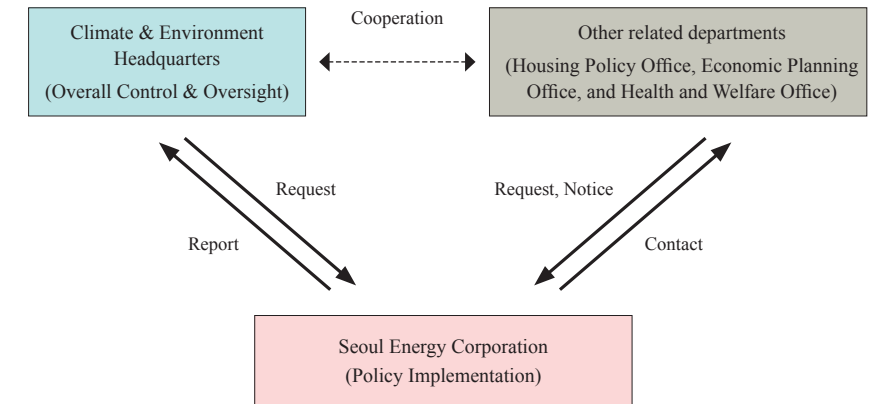 Climate & Environment
Headquarters
(Overall Control & Oversight)
Cooperation
Other related departments
(Housing Policy Office, Economic Planning
Office, and Health and Welfare Office)
Request
Report
Request, Notice
Contact
Seoul Energy Corporation
(Policy Implementation)